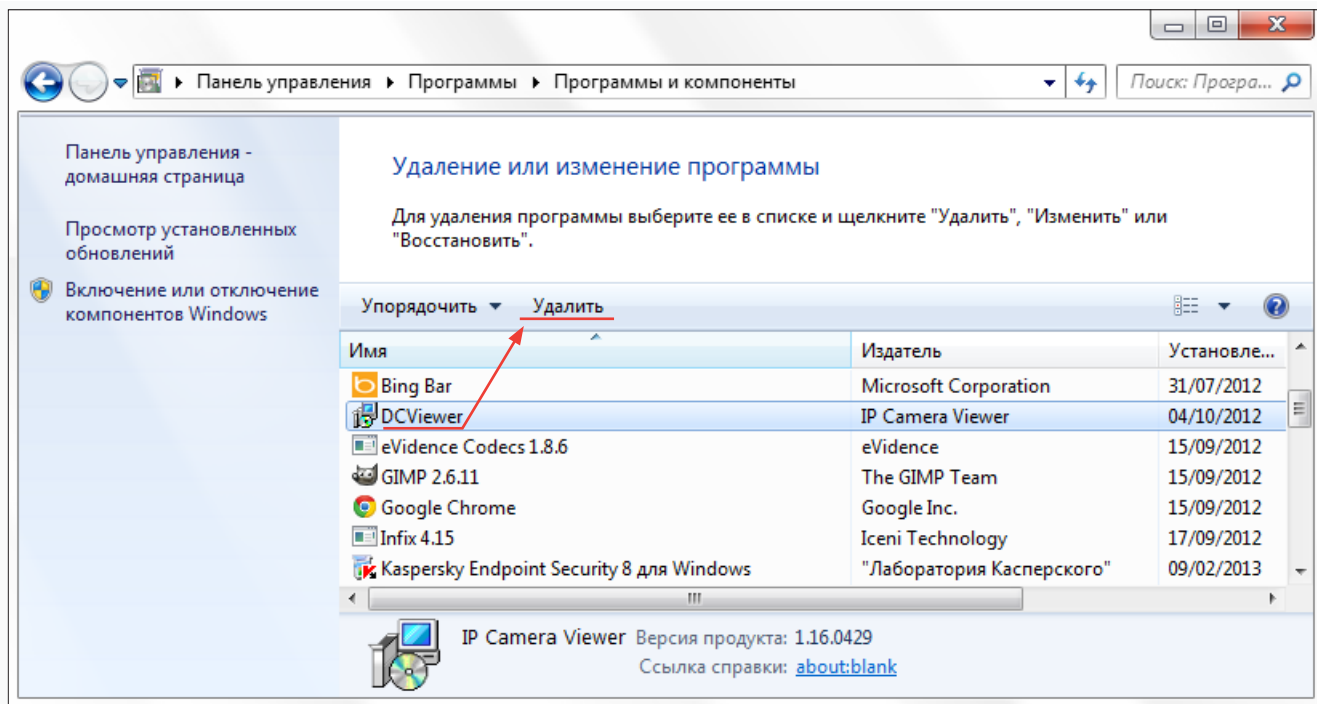 Панель управления Программы Программы и компоненты Поиск: Програ...
Панель управления -
домашняя страница
Просмотр установленных
обновлений
Включение или отключение
компонентов Windows
Удаление или изменение программы
Для удаления программы выберите ее в списке и щелкните "Удалить", "Изменить" или
"Восстановить".
Упорядочить Удалить
Имя Издатель Установле...
Bing Bar Microsoft Corporation 31/07/2012
DCViewer IP Camera Viewer 04/10/2012
eVidence Codecs 1.8.6 eVidence 15/09/2012
GIMP 2.6.11 The GIMP Team 15/09/2012
Google Chrome Google Inc. 15/09/2012
Infix 4.15 Iceni Technology 17/09/2012
Kaspersky Endpoint Security 8 для Windows "Лаборатория Касперского" 09/02/2013
IP Camera Viewer Версия продукта: 1.16.0429
Ссылка справки: about:blank